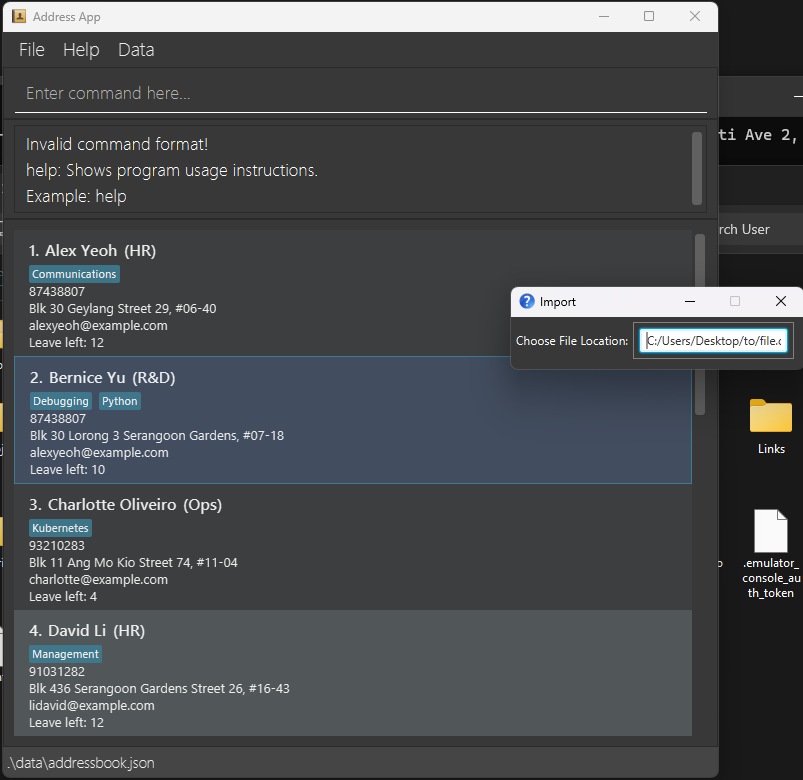 Address App
File Help Data
Enter command here...
Invalid command format!
help: Shows program usage instructions.
Example: help
1. Alex Yeoh (HR)
Communications
87438807
Blk 30 Geylang Street 29, #06-40
alexyeoh@example.com
Leave left: 12
2. Bernice Yu (R&D)
Debugging Python
87438807
Blk 30 Lorong 3 Serangoon Gardens, #07-18
alexyeoh@example.com
Leave left: 10
3. Charlotte Oliveiro (Ops)
Kubernetes
93210283
Blk 11 Ang Mo Kio Street 74, #11-04
charlotte@example.com
Leave left: 4
4. David Li (HR)
Management
91031282
Blk 436 Serangoon Gardens Street 26, #16-43
lidavid@example.com
Leave left: 12
.\data\addressbook.json
ti Ave 2,
rch User
Import
Choose File Location: C:/Users/Desktop/to/file.c
Links
.emulator_
console_au
th_token